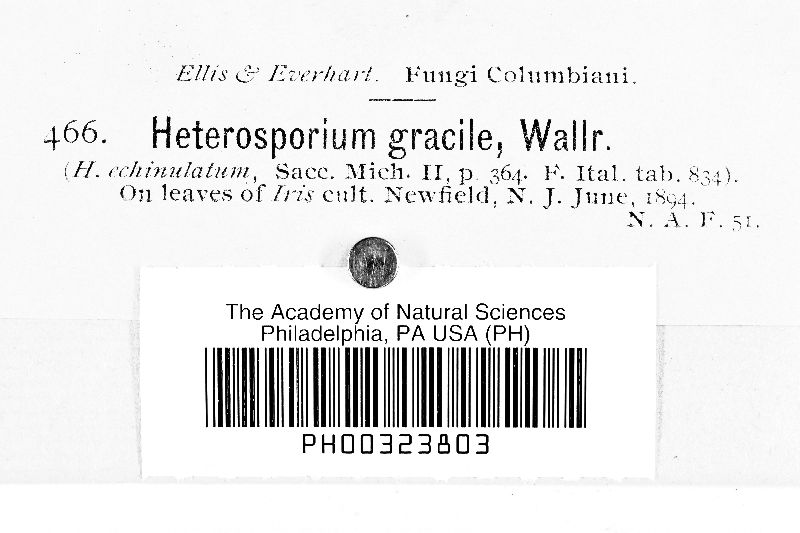 Ellis & Everhart. Fungi Columbiani.
466. Heterosporium gracile, Wallr.
(H. echinulatum, Sacc. Mich. II, p. 364. F. Ital. tab. 834).
On leaves of Iris cult. Newfield, N. J. June, 1894.
N. A. F. 51.
The Academy of Natural Sciences
Philadelphia, PA USA (PH)
PH00323803